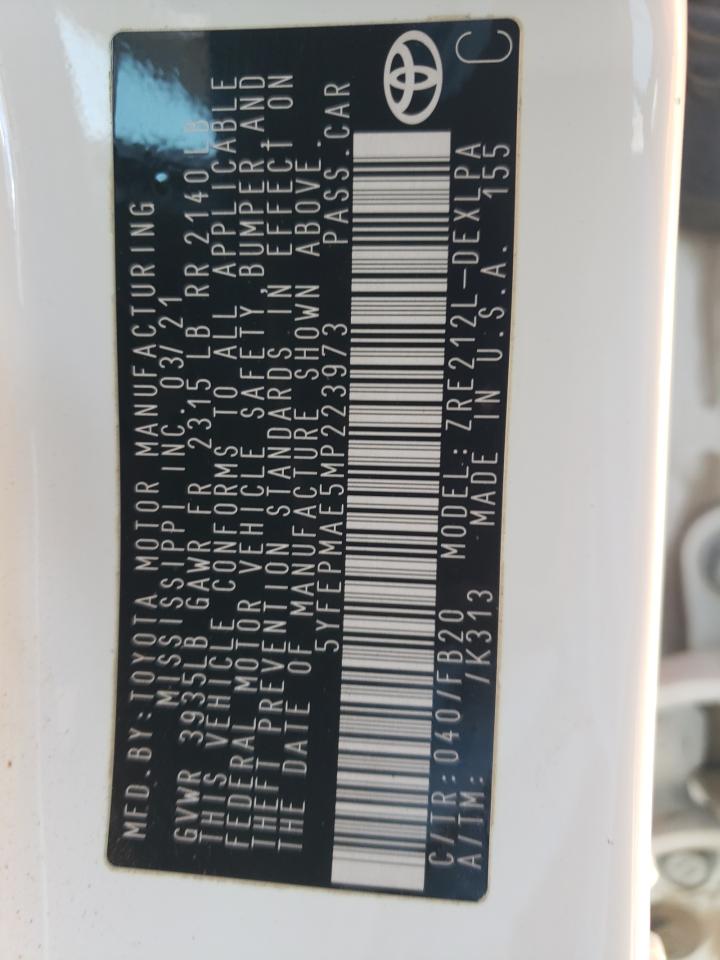 MFD.BY:TOYOTA MOTOR MANUFACTURING
MISSISSIPPI INC. 03/21
GVWR 3935LB GAWR FR 2315 LB RR 2140 LB
THIS VEHICLE CONFORMS TO ALL APPLICABLE
FEDERAL MOTOR VEHICLE SAFETY, BUMPER, AND
THEFT PREVENTION STANDARDS IN EFFECT ON
THE DATE OF MANUFACTURE SHOWN ABOVE.
5YFEPMAE5MP223973 PASS.CAR
C/TR:040/FB20 MODEL:ZRE212L-DEXLPA
A/TM: /K313 MADE IN U.S.A. 155
C